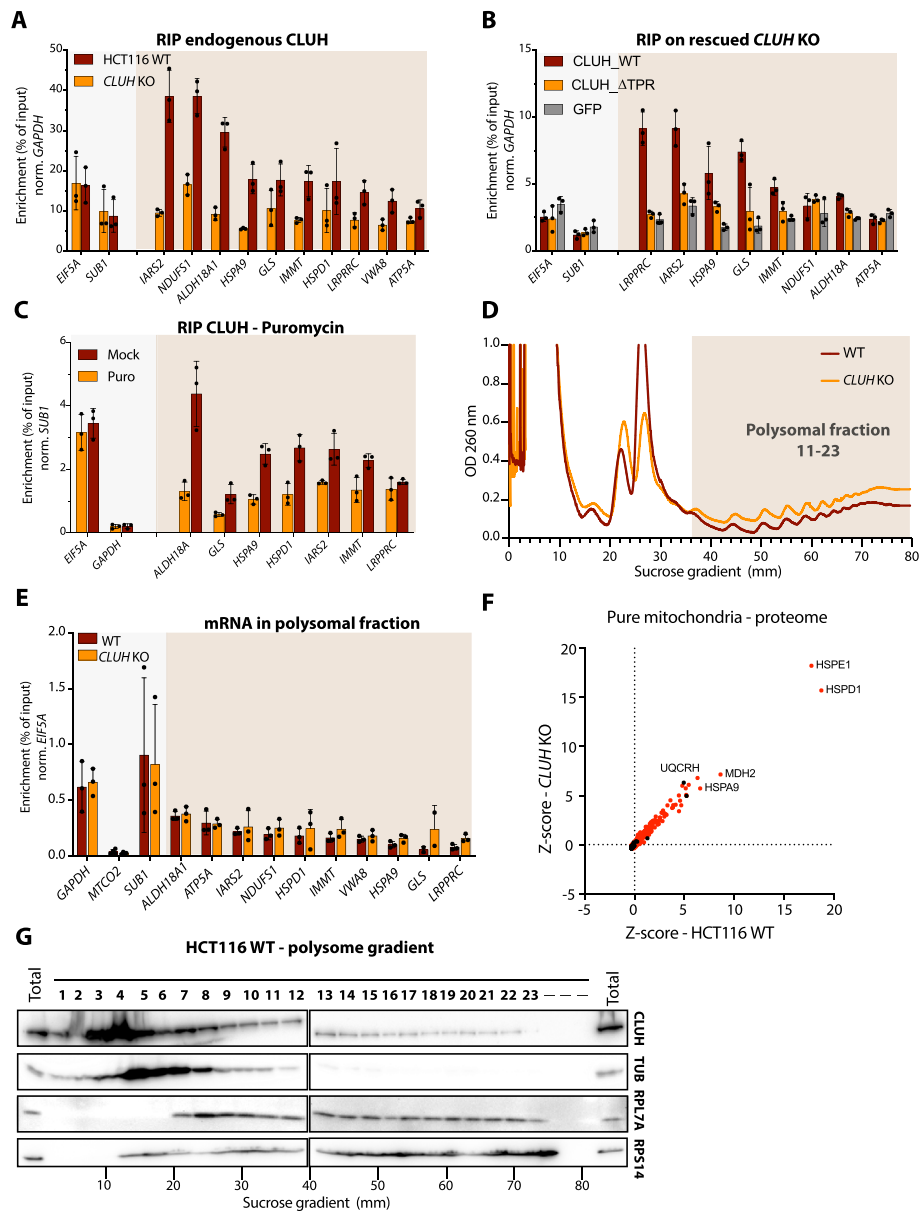 A
RIP endogenous CLUH
Enrichment (% of input)
norm. GAPDH
50
40
30
20
10
0
HCT116 WT
CLUH KO
EIF5A
SUB1
IARS2
NDUFS1
ALDH18A1
HSPA9
GLS
IMMT
HSPD1
LRPRRC
VWA8
ATP5A
B
RIP on rescued CLUH KO
Enrichment (% of input)
norm. GAPDH
15
10
5
0
CLUH_WT
CLUH_ΔTPR
GFP
EIF5A
SUB1
LRPPRC
IARS2
HSPA9
GLS
IMMT
NDUFS1
ALDH18A
ATP5A
C
RIP CLUH - Puromycin
Enrichment (% of input)
norm. SUB1
6
4
2
0
Mock
Puro
EIF5A
GAPDH
ALDH18A
GLS
HSPA9
HSPD1
IARS2
IMMT
LRPPRC
D
OD 260 nm
1.0
0.8
0.6
0.4
0.2
0.0
WT
CLUH KO
Polysomal fraction
11-23
0 10 20 30 40 50 60 70 80
Sucrose gradient (mm)
E
mRNA in polysomal fraction
Enrichment (% of input)
norm. EIF5A
2.0
1.5
1.0
0.5
0.0
WT
CLUH KO
GAPDH
MTCO2
SUB1
ALDH18A1
ATP5A
IARS2
NDUFS1
HSPD1
IMMT
VWA8
HSPA9
GLS
LRPPRC
F
Pure mitochondria - proteome
Z-score - CLUH KO
20
15
10
5
0
-5
HSPE1
HSPD1
UQCRH
MDH2
HSPA9
-5 0 5 10 15 20
Z-score - HCT116 WT
G
HCT116 WT - polysome gradient
Total 1 2 3 4 5 6 7 8 9 10 11 12 13 14 15 16 17 18 19 20 21 22 23 — — — Total
CLUH
TUB
RPL7A
RPS14
10 20 30 40 50 60 70 80
Sucrose gradient (mm)